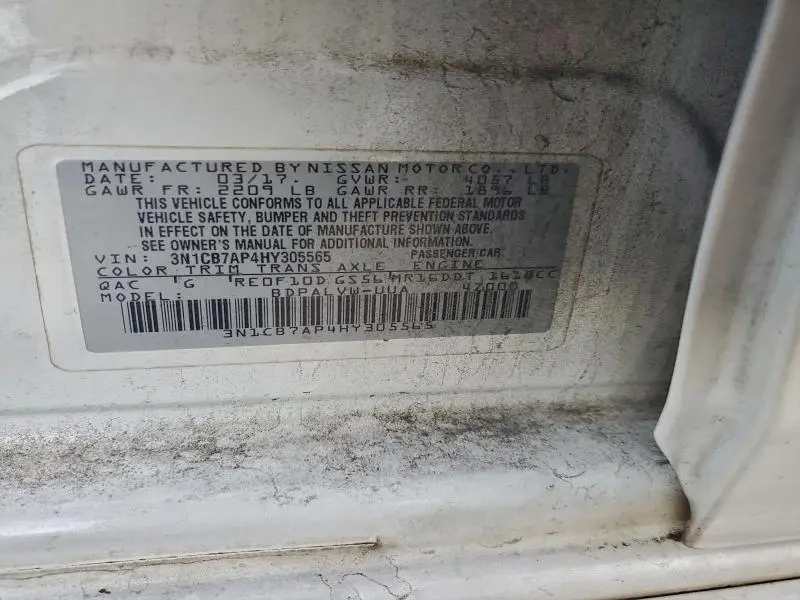 MANUFACTURED BY NISSAN MOTOR CO., LTD.
DATE: 03/17. GVWR:- 4057 LB
GAWR FR: 2209 LB GAWR RR: 1896 LB
THIS VEHICLE CONFORMS TO ALL APPLICABLE FEDERAL MOTOR
VEHICLE SAFETY, BUMPER AND THEFT PREVENTION STANDARDS
IN EFFECT ON THE DATE OF MANUFACTURE SHOWN ABOVE.
SEE OWNER'S MANUAL FOR ADDITIONAL INFORMATION.
VIN: 3N1CB7AP4HY305565 PASSENGER CAR
COLOR TRIM TRANS AXLE ENGINE
QAC G RE0F10D GS56 MR16DDT 1618CC
MODEL: BDPALVW-UUA 4Z000
3N1CB7AP4HY305565